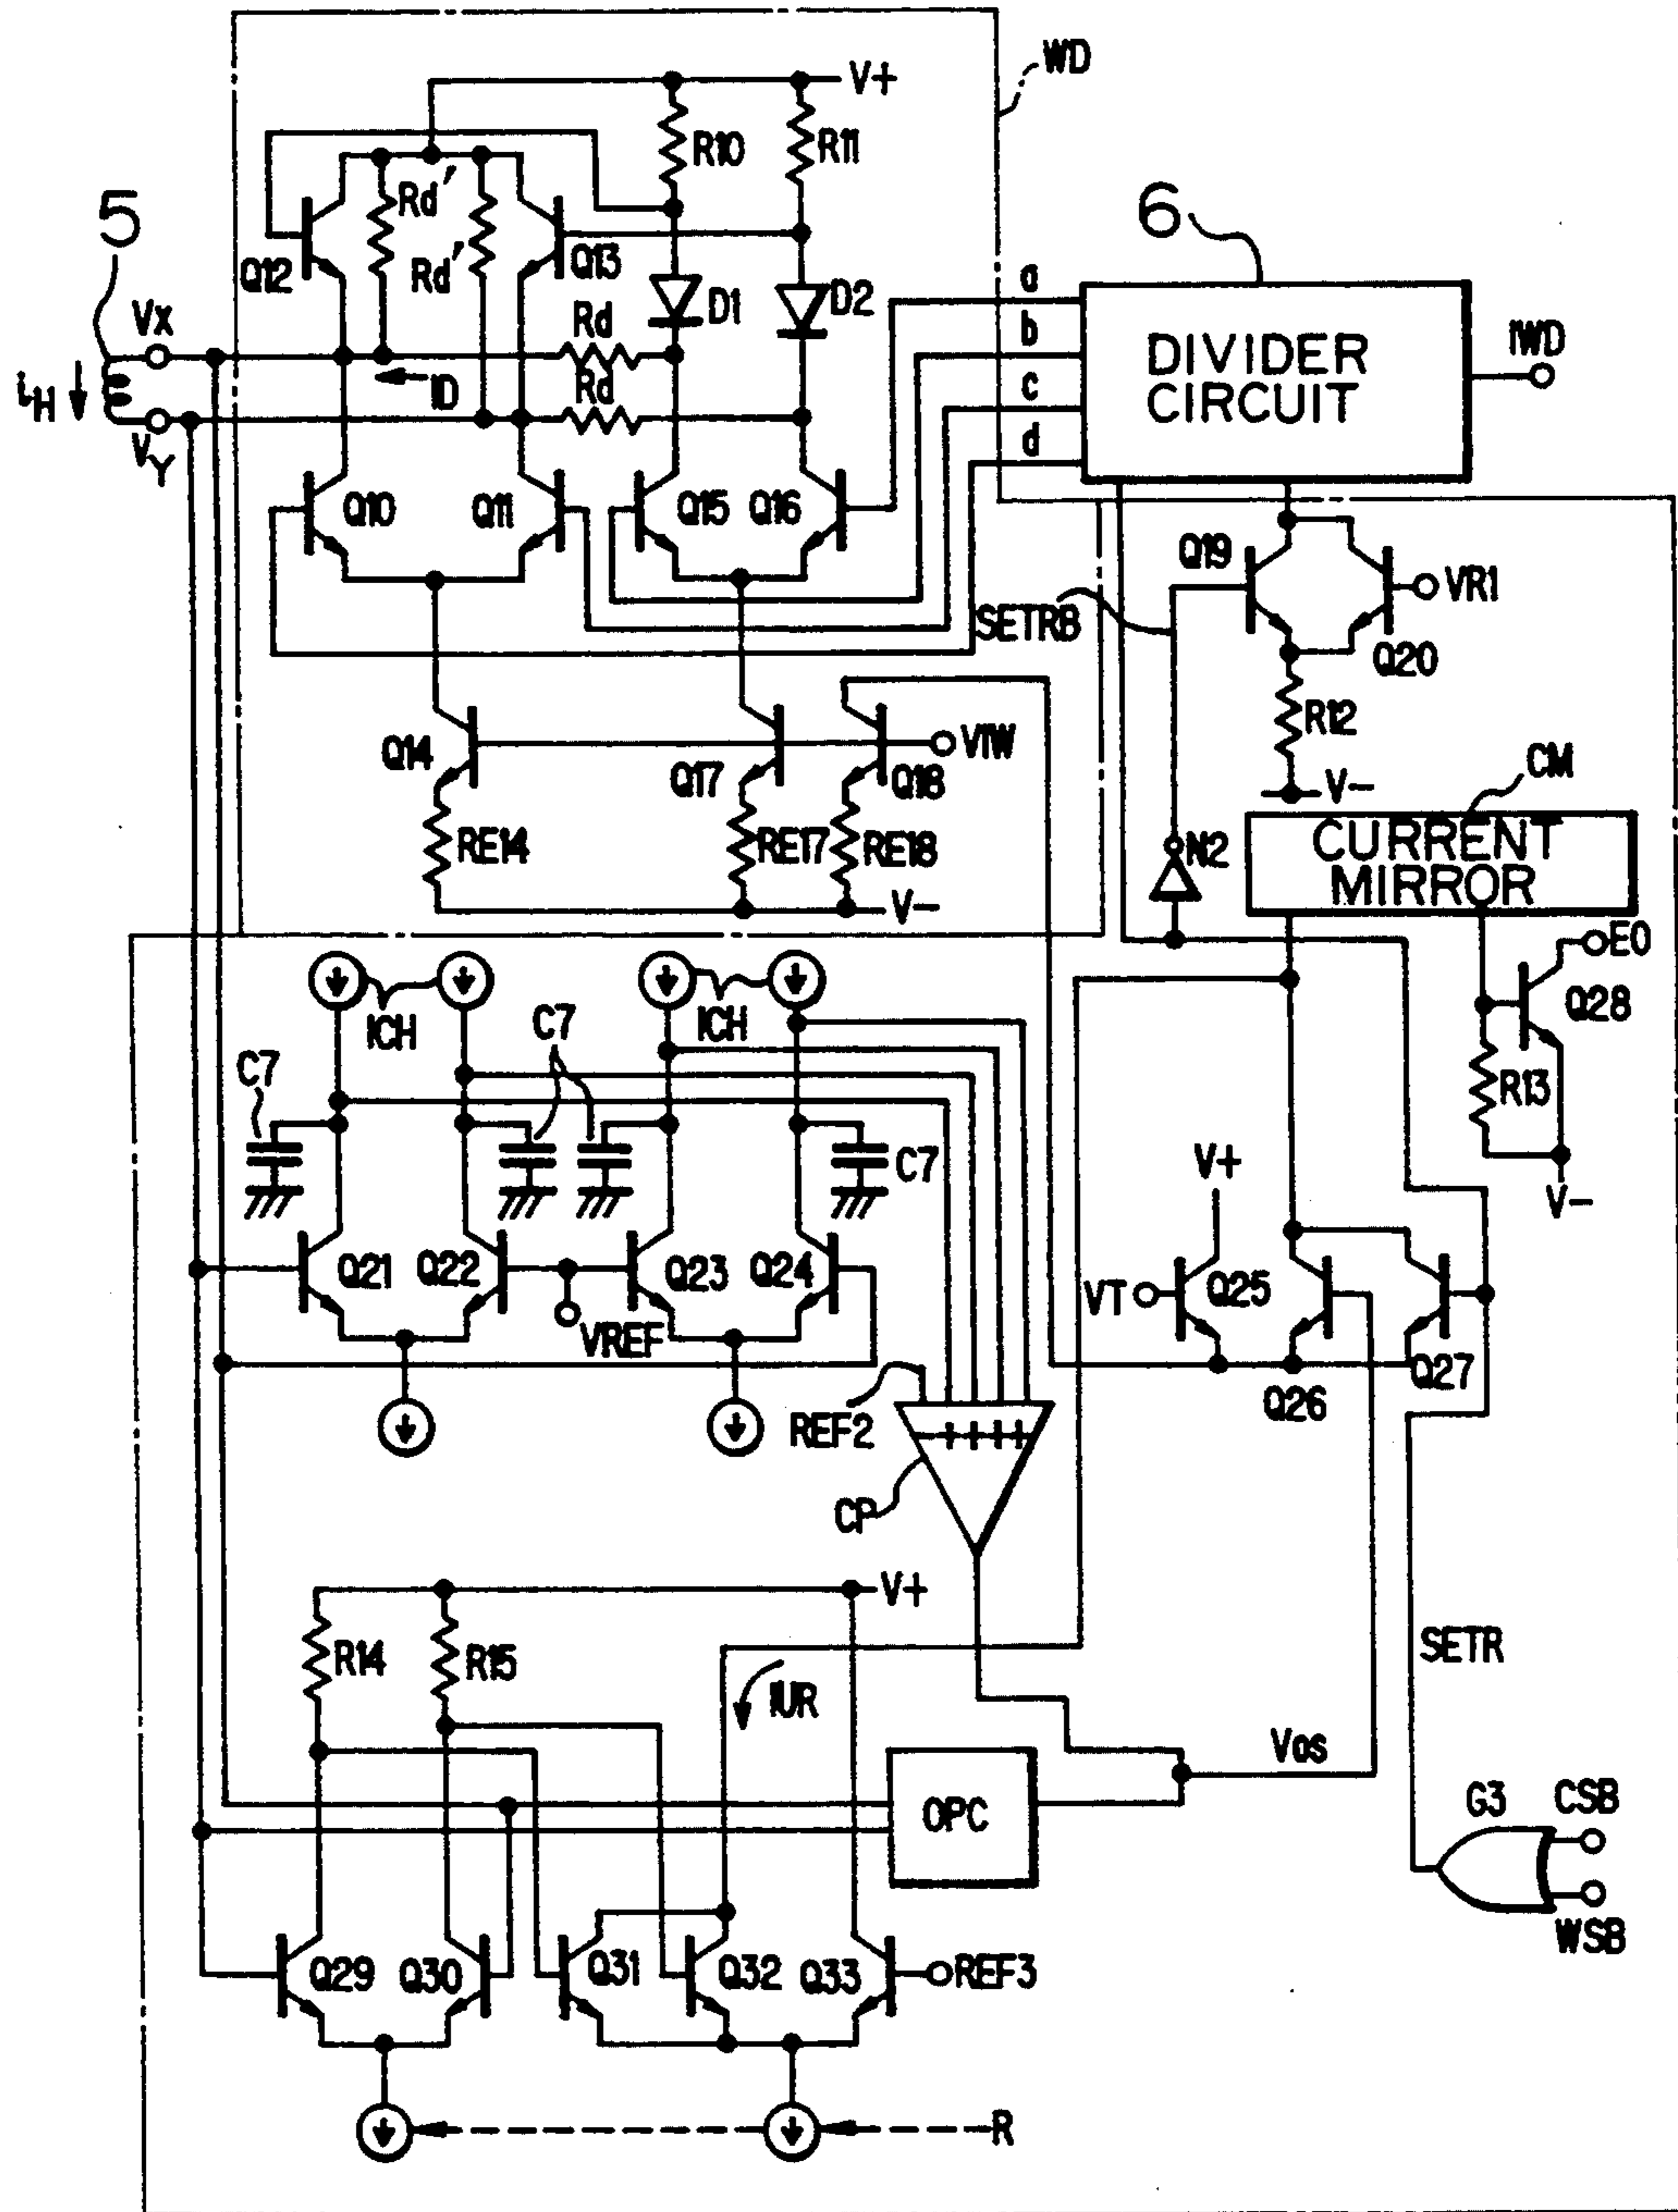 WD
V+
R10
R11
5
Rd'
Rd'
Q12
Q13
6
D1
D2
a
b
c
d
DIVIDER
CIRCUIT
IWD
VX
Rd
ID
Rd
iH
VY
Q10
Q11
Q15
Q16
Q19
VR1
SETRB
Q20
R12
Q14
Q17
Q18
VIW
V-
CM
RE14
RE17
RE18
N2
CURRENT
MIRROR
V-
EO
Q28
ICH
ICH
C7
C7
R13
C7
V+
V-
Q21
Q22
Q23
Q24
VT
Q25
VREF
Q27
Q26
REF2
- + + + +
CP
V+
R14
R15
SETR
IUR
Vos
G3
CSB
OPC
WSB
Q29
Q30
Q31
Q32
Q33
REF3
R